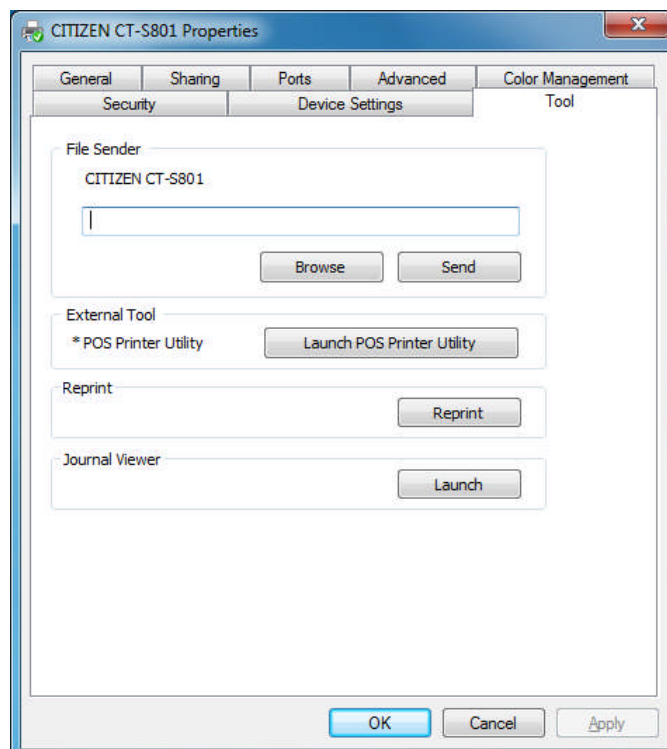 CITIZEN CT-S801 Properties
General Sharing Ports Advanced Color Management
Security Device Settings Tool
File Sender
CITIZEN CT-S801
Browse Send
External Tool
* POS Printer Utility Launch POS Printer Utility
Reprint
Reprint
Journal Viewer
Launch
OK Cancel Apply